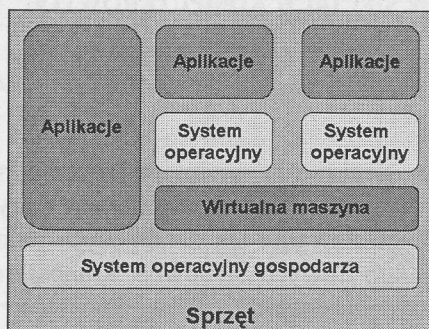 Aplikacje
Aplikacje
Aplikacje
System
operacyjny
System
operacyjny
Wirtualna maszyna
System operacyjny gospodarza
Sprzęt